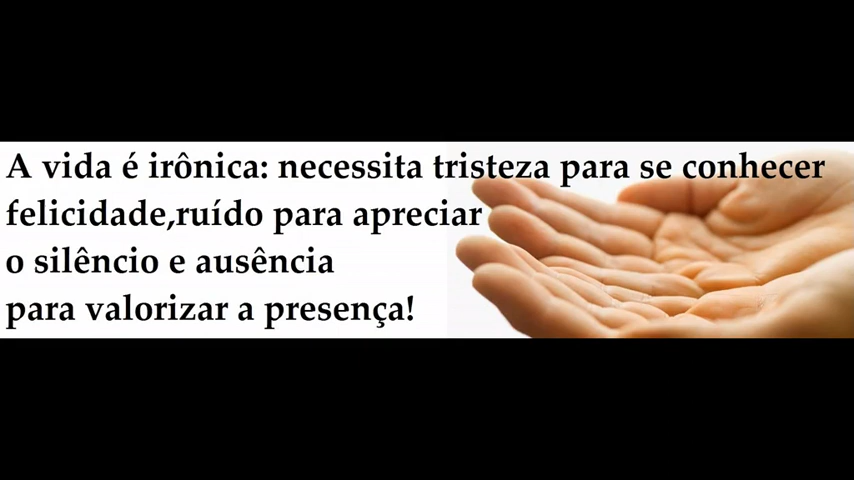 A vida é irônica: necessita tristeza para se conhecer
felicidade,ruído para apreciar
o silêncio e ausência
para valorizar a presença!